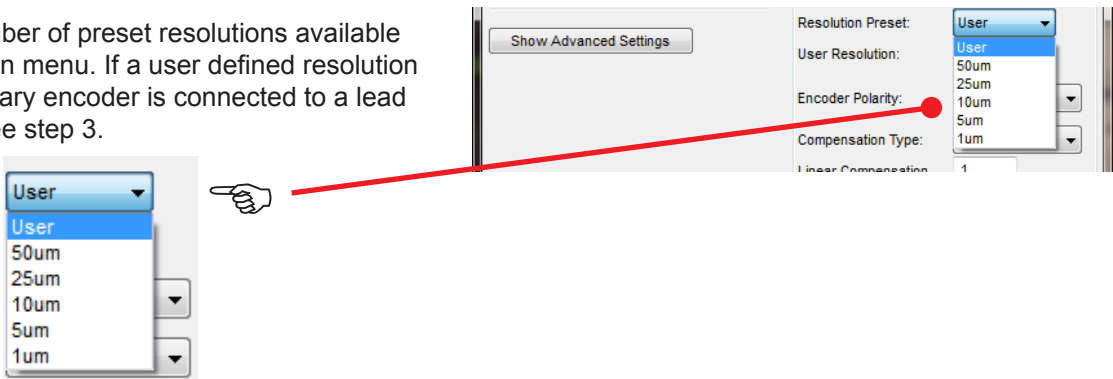 ber of preset resolutions available
n menu. If a user defined resolution
ary encoder is connected to a lead
e step 3.
User
User
50um
25um
10um
5um
1um
Show Advanced Settings
Resolution Preset:
User
User Resolution:
User
50um
25um
Encoder Polarity:
10um
5um
Compensation Type:
1um
Linear Compensation
1